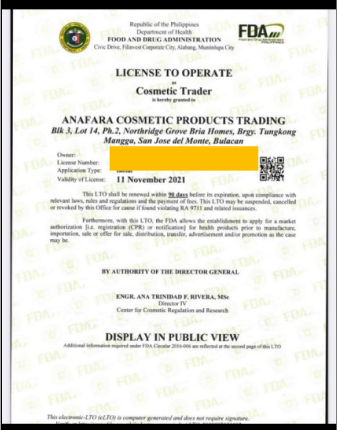 Republic of the Philippines
Department of Health
FOOD AND DRUG ADMINISTRATION
Civic Drive, Filinvest Corporate City, Alabang, Muntinlupa City
FDA
LICENSE TO OPERATE
as
Cosmetic Trader
is hereby granted to
ANAFARA COSMETIC PRODUCTS TRADING
Blk 3, Lot 14, Ph.2, Northridge Grove Bria Homes, Brgy. Tungkong
Mangga, San Jose del Monte, Bulacan
Owner:
License Number:
Application Type:
Validity of License: 11 November 2021
This LTO shall be renewed within 90 days before its expiration, upon compliance with
relevant laws, rules and regulations and the payment of fees. This LTO may be suspended, cancelled
or revoked by this Office for cause if found violating RA 9711 and related issuances.
Furthermore, with this LTO, the FDA allows the establishment to apply for a market
authorization [i.e. registration (CPR) or notification] for health products prior to manufacture,
importation, sale or offer for sale, distribution, transfer, advertisement and/or promotion as the case
may be.
BY AUTHORITY OF THE DIRECTOR GENERAL
ENGR. ANA TRINIDAD F. RIVERA, MSc
Director IV
Center for Cosmetic Regulation and Research
DISPLAY IN PUBLIC VIEW
Additional information required under FDA Circular 2016-004 are reflected at the second page of this LTO
This electronic-LTO (eLTO) is computer generated and does not require signature.